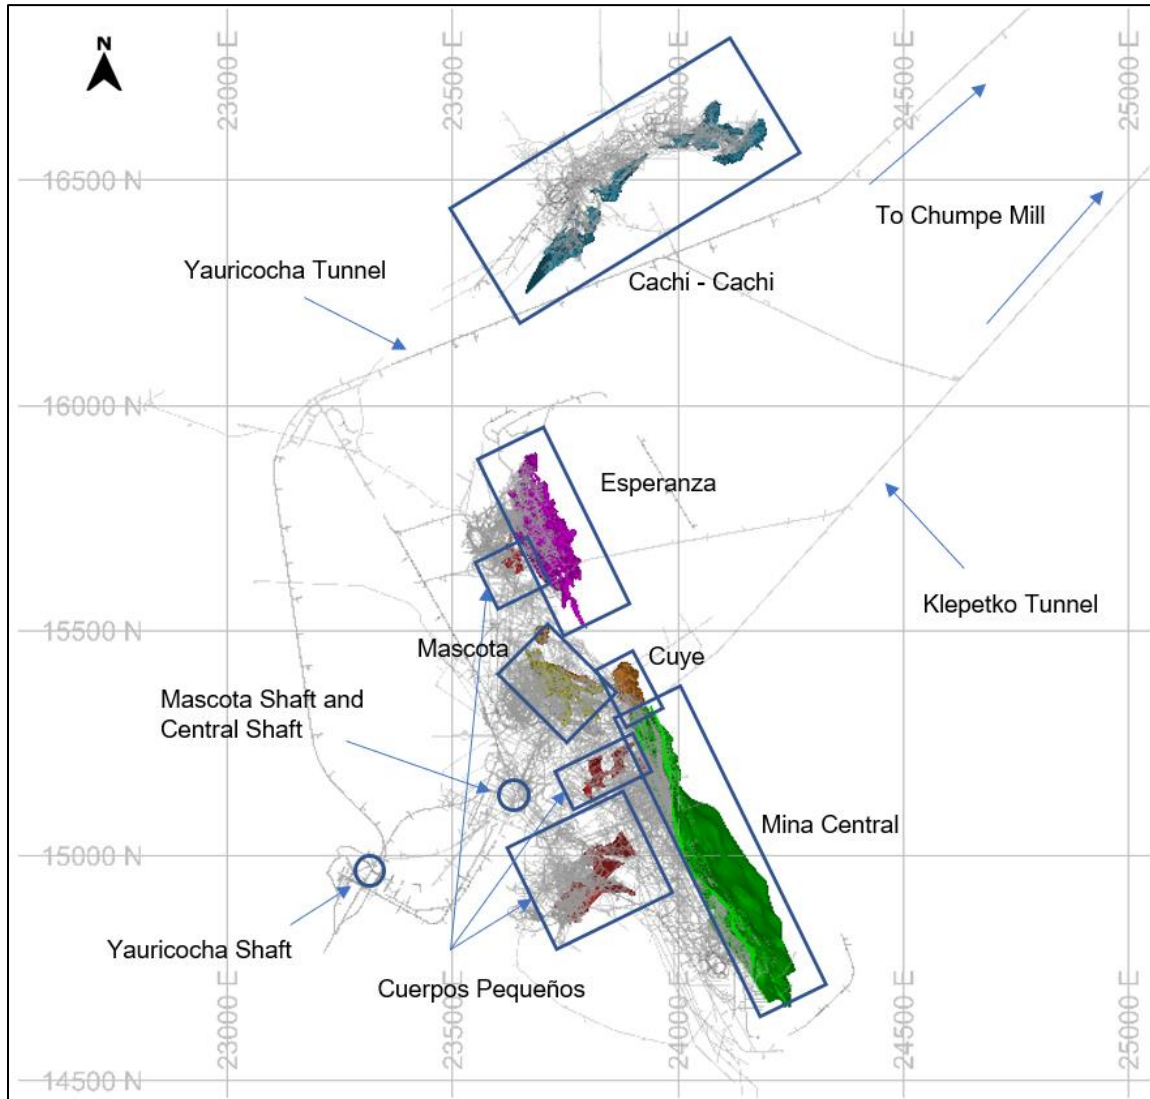 N
23000 E
23500 E
24000 E
24500 E
25000 E
16500 N
To Chumpe Mill
Yauricocha Tunnel
Cachi - Cachi
16000 N
Esperanza
Klepetko Tunnel
15500 N
Mascota
Cuye
Mascota Shaft and
Central Shaft
Mina Central
15000 N
Yauricocha Shaft
Cuerpos Pequeños
23000 E
23500 E
24000 E
24500 E
25000 E
14500 N